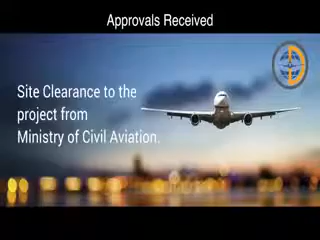 Approvals Received
Site Clearance to the
project from
Ministry of Civil Aviation.